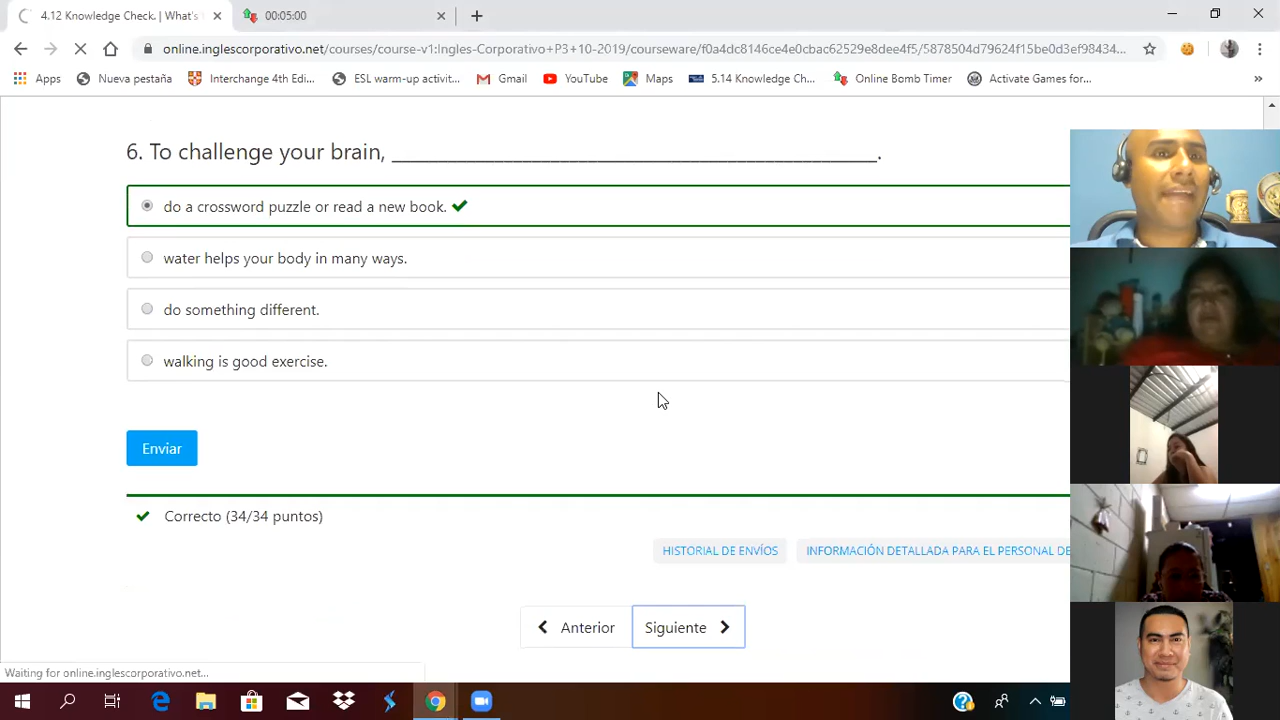 4.12 Knowledge Check. | What's
00:05:00
online.inglescorporativo.net/courses/course-v1:Ingles-Corporativo+P3+10-2019/courseware/f0a4dc8146ce4e0cbac62529e8dee4f5/5878504d79624f15be0d3ef98434...
Apps Nueva pestaña Interchange 4th Edi... ESL warm-up activit... Gmail YouTube Maps 5.14 Knowledge Ch... Online Bomb Timer Activate Games for... »
6. To challenge your brain, ______________________________.
do a crossword puzzle or read a new book.
water helps your body in many ways.
do something different.
walking is good exercise.
Enviar
Correcto (34/34 puntos)
HISTORIAL DE ENVÍOS INFORMACIÓN DETALLADA PARA EL PERSONAL DE
Anterior Siguiente
Waiting for online.inglescorporativo.net...